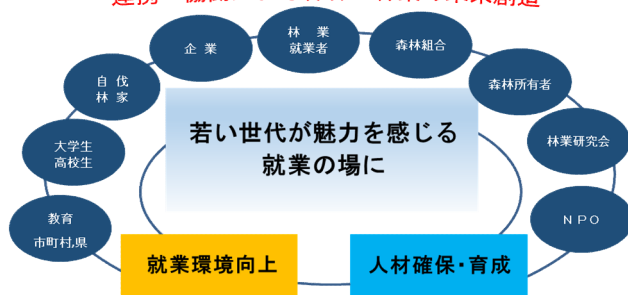 林 業
就業者
企 業
森林組合
自 伐
林 家
森林所有者
若い世代が魅力を感じる
就業の場に
大学生
高校生
林業研究会
教育
市町村,県
N P O
就業環境向上
人材確保・育成